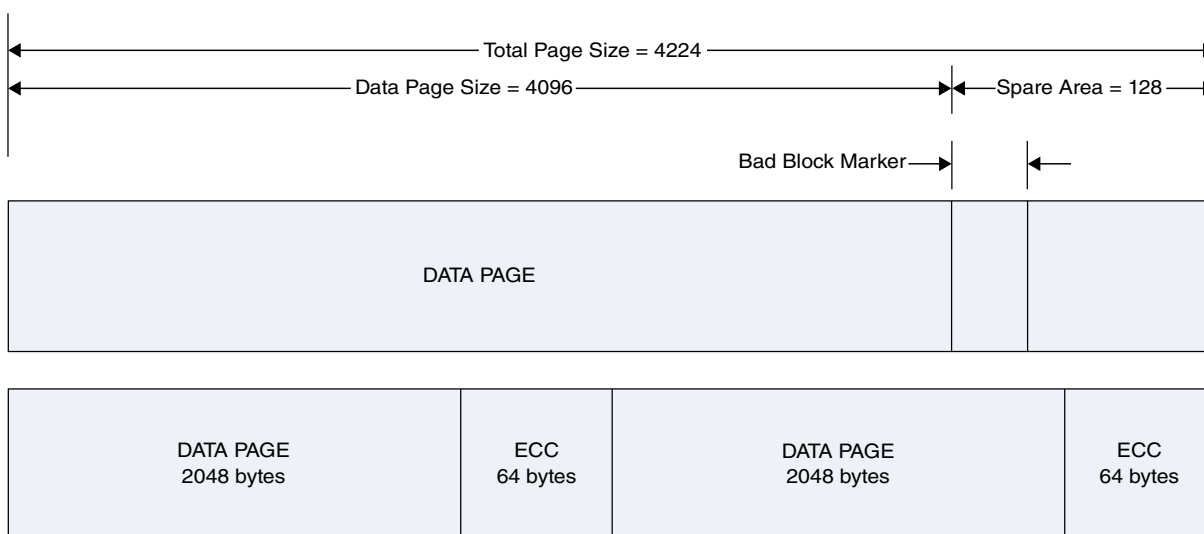 Total Page Size = 4224
Data Page Size = 4096
Spare Area = 128
Bad Block Marker
DATA PAGE
DATA PAGE
2048 bytes
ECC
64 bytes
DATA PAGE
2048 bytes
ECC
64 bytes